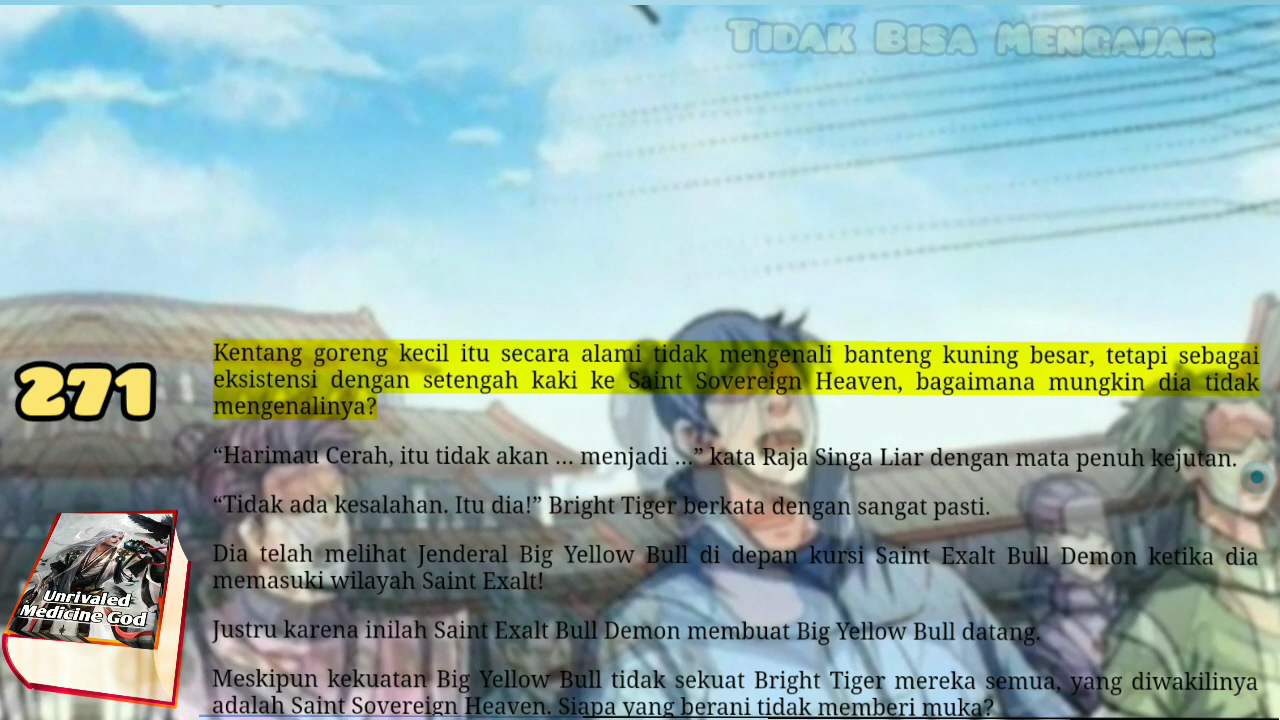 Tidak Bisa Mengajar
Kentang goreng kecil itu secara alami tidak mengenali banteng kuning besar, tetapi sebagai
eksistensi dengan setengah kaki ke Saint Sovereign Heaven, bagaimana mungkin dia tidak
mengenalinya?
271
“Harimau Cerah, itu tidak akan ... menjadi ...” kata Raja Singa Liar dengan mata penuh kejutan.
“Tidak ada kesalahan. Itu dia!” Bright Tiger berkata dengan sangat pasti.
Dia telah melihat Jenderal Big Yellow Bull di depan kursi Saint Exalt Bull Demon ketika dia
memasuki wilayah Saint Exalt!
Unrivaled
Medicine God
Justru karena inilah Saint Exalt Bull Demon membuat Big Yellow Bull datang.
Meskipun kekuatan Big Yellow Bull tidak sekuat Bright Tiger mereka semua, yang diwakilinya
adalah Saint Sovereign Heaven. Siapa yang berani tidak memberi muka?